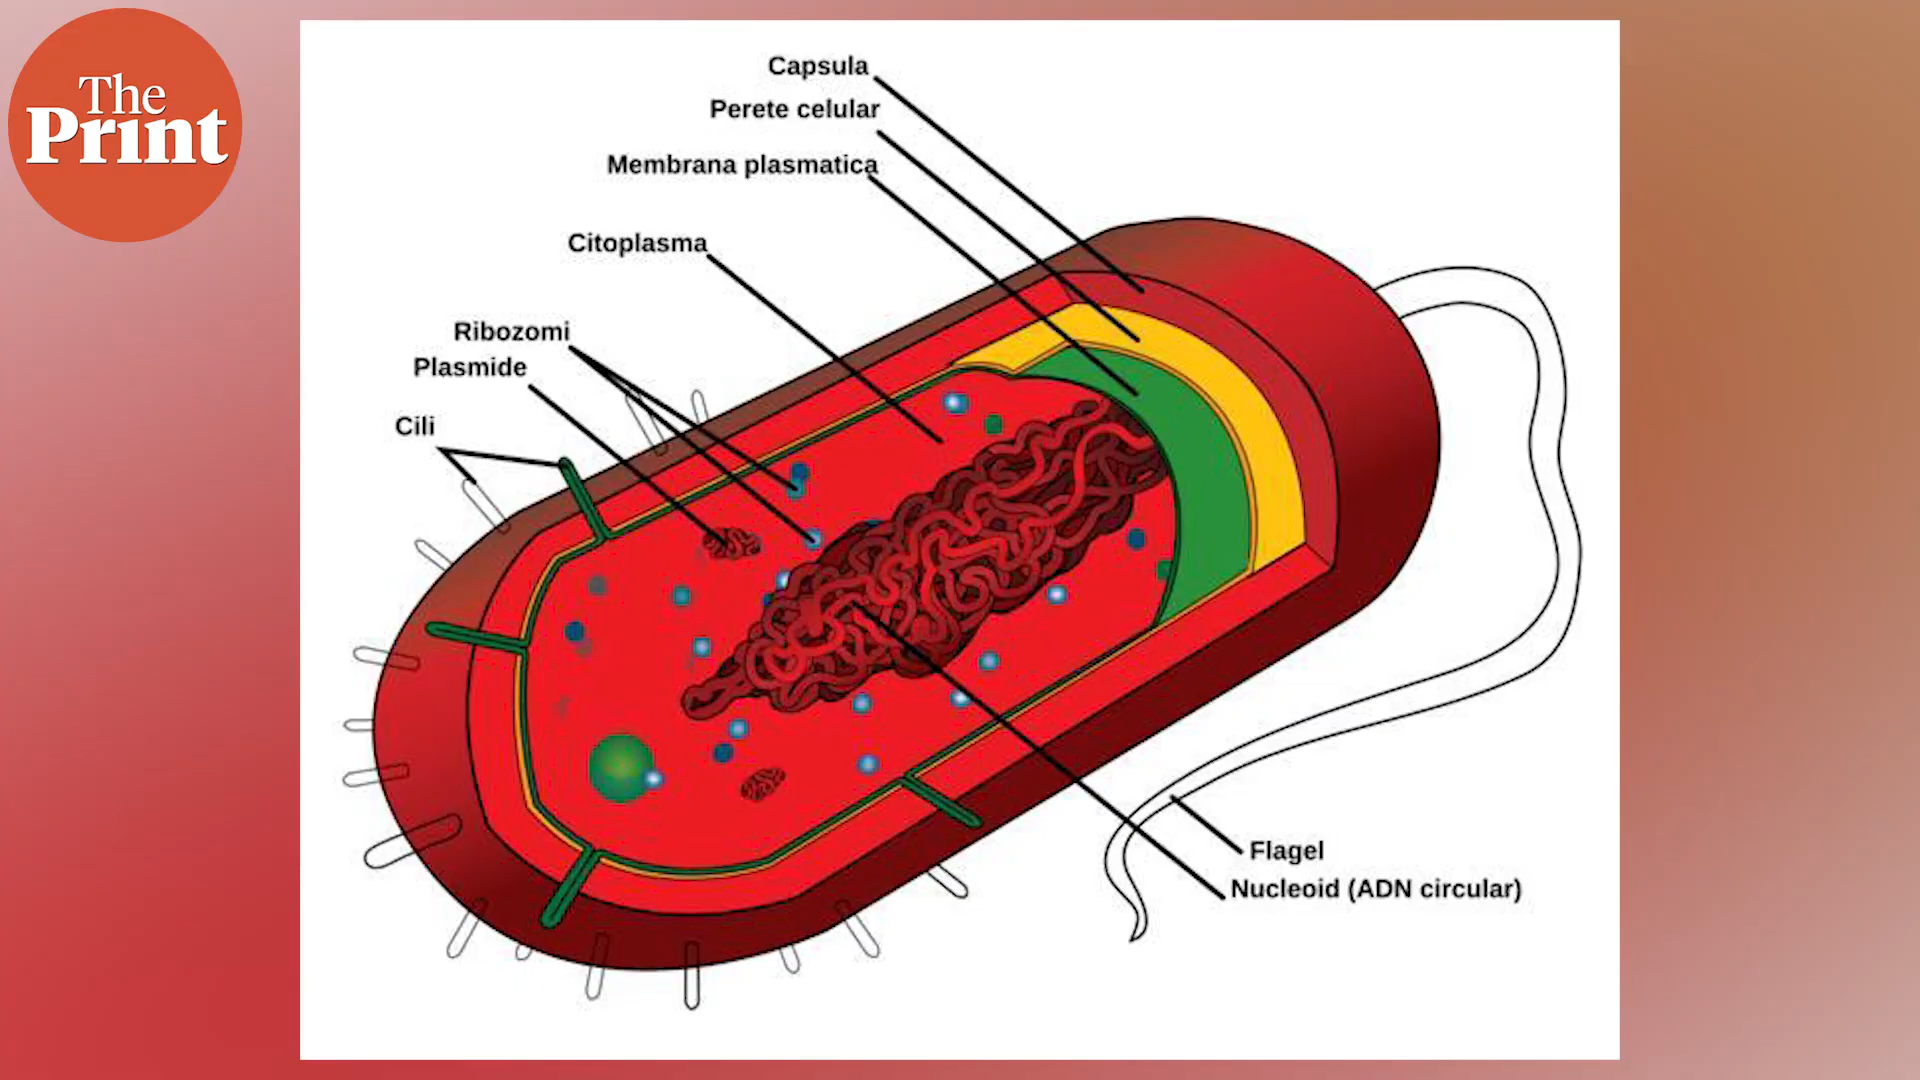 The
Print
Capsula
Perete celular
Membrana plasmatica
Citoplasma
Ribozomi
Plasmide
Cili
Flagel
Nucleoid (ADN circular)